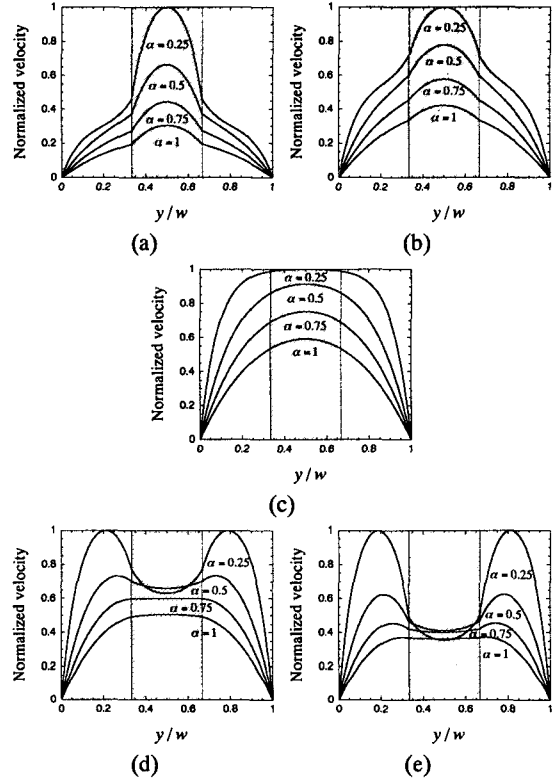 Normalized velocity
1
0.8
0.6
0.4
0.2
0
α = 0.25
α = 0.5
α = 0.75
α = 1
0 0.2 0.4 0.6 0.8 1
y / w
(a)
Normalized velocity
1
0.8
0.6
0.4
0.2
0
α = 0.25
α = 0.5
α = 0.75
α = 1
0 0.2 0.4 0.6 0.8 1
y / w
(b)
Normalized velocity
1
0.8
0.6
0.4
0.2
0
α = 0.25
α = 0.5
α = 0.75
α = 1
0 0.2 0.4 0.6 0.8 1
y / w
(c)
Normalized velocity
1
0.8
0.6
0.4
0.2
0
α = 0.25
α = 0.5
α = 0.75
α = 1
0 0.2 0.4 0.6 0.8 1
y / w
(d)
Normalized velocity
1
0.8
0.6
0.4
0.2
0
α = 0.25
α = 0.5
α = 0.75
α = 1
0 0.2 0.4 0.6 0.8 1
y / w
(e)